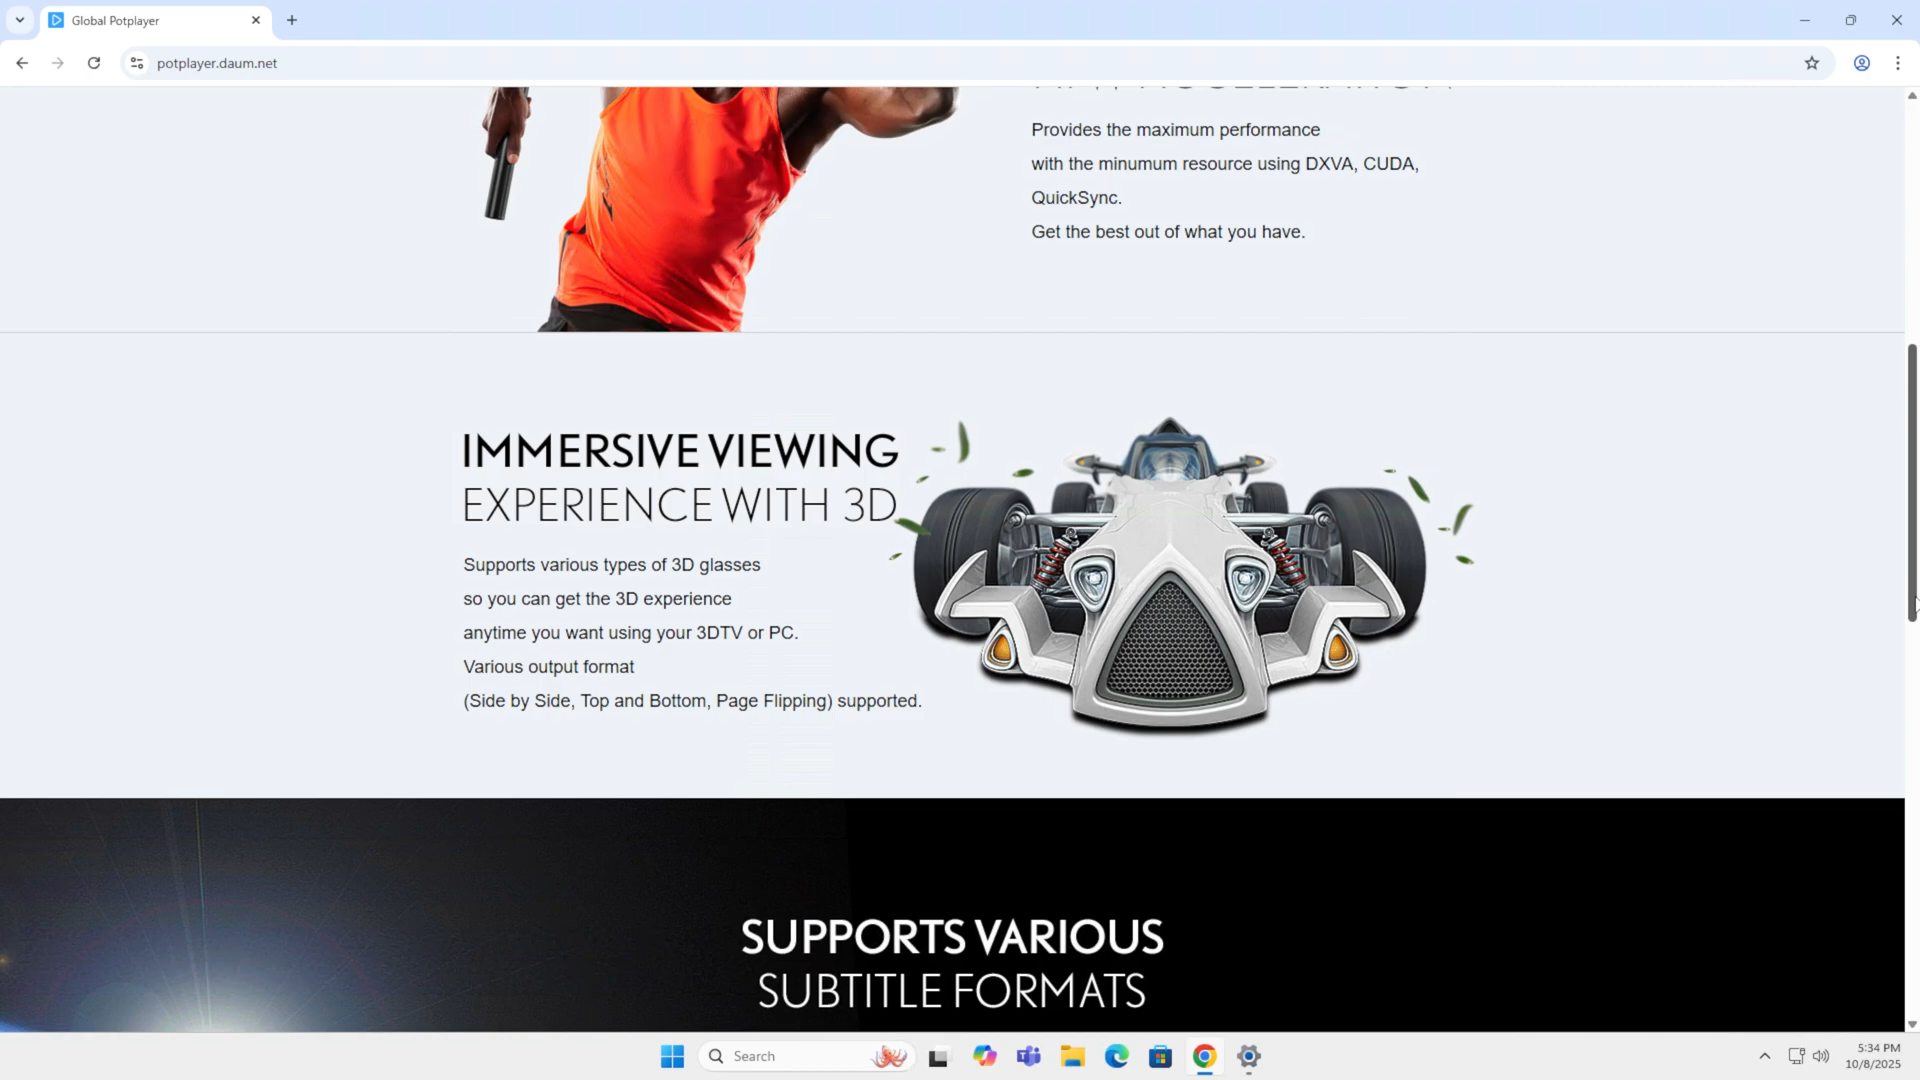 Global Potplayer
potplayer.daum.net
Provides the maximum performance
with the minumum resource using DXVA, CUDA,
QuickSync.
Get the best out of what you have.
IMMERSIVE VIEWING
EXPERIENCE WITH 3D
Supports various types of 3D glasses
so you can get the 3D experience
anytime you want using your 3DTV or PC.
Various output format
(Side by Side, Top and Bottom, Page Flipping) supported.
SUPPORTS VARIOUS
SUBTITLE FORMATS
Search
5:34 PM
10/8/2025